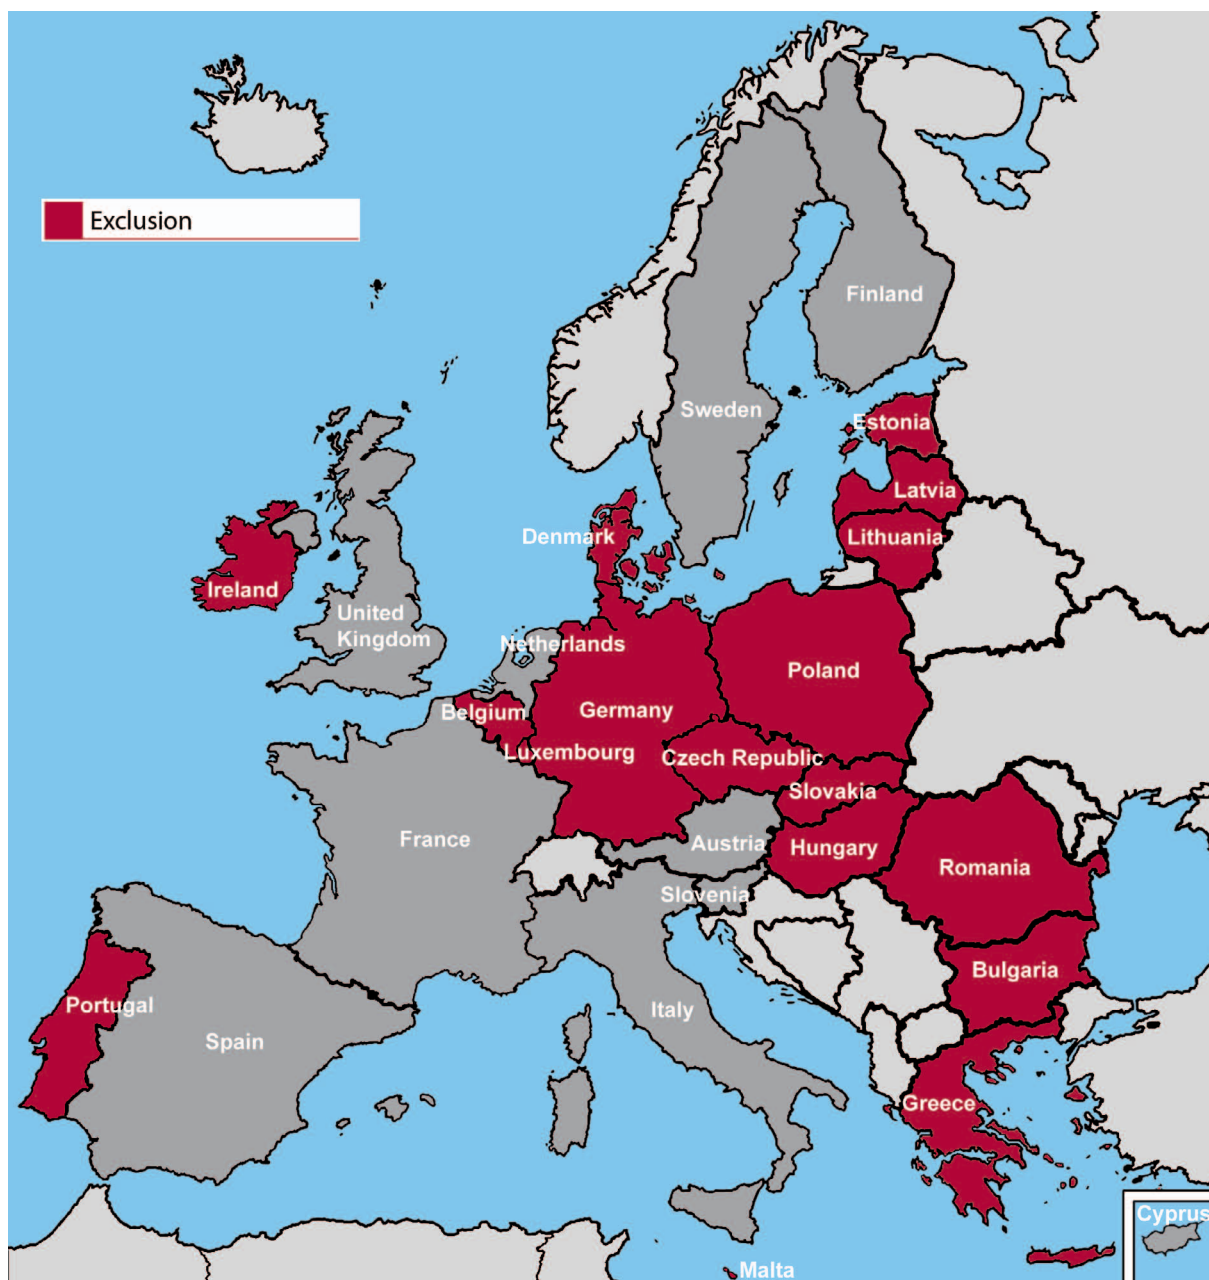 Exclusion
Finland
Sweden
Estonia
Latvia
Denmark
Lithuania
Ireland
United
Kingdom
Netherlands
Poland
Belgium
Germany
Luxembourg
Czech Republic
Slovakia
France
Austria
Hungary
Romania
Slovenia
Bulgaria
Portugal
Italy
Spain
Greece
Cyprus
Malta